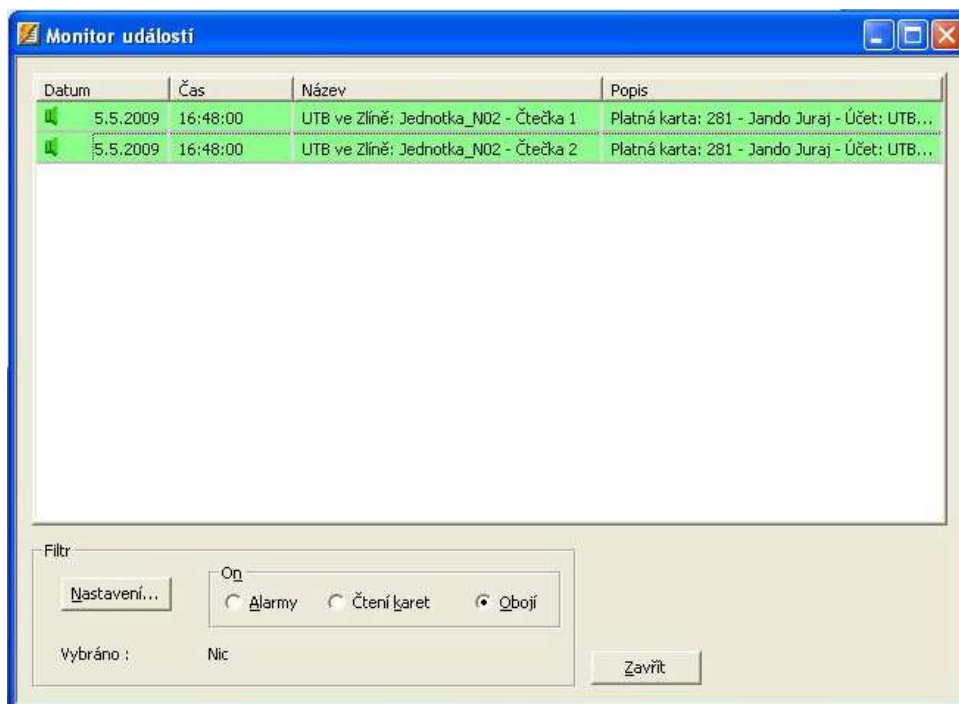 Monitor událostí
Datum Čas Název Popis
5.5.2009 16:48:00 UTB ve Zlíně: Jednotka_N02 - Čtečka 1 Platná karta: 281 - Jando Juraj - Účet: UTB...
5.5.2009 16:48:00 UTB ve Zlíně: Jednotka_N02 - Čtečka 2 Platná karta: 281 - Jando Juraj - Účet: UTB...
Filtr
On
Nastavení... Alarmy Čtení karet Obojí
Vybráno : Nic
Zavřít